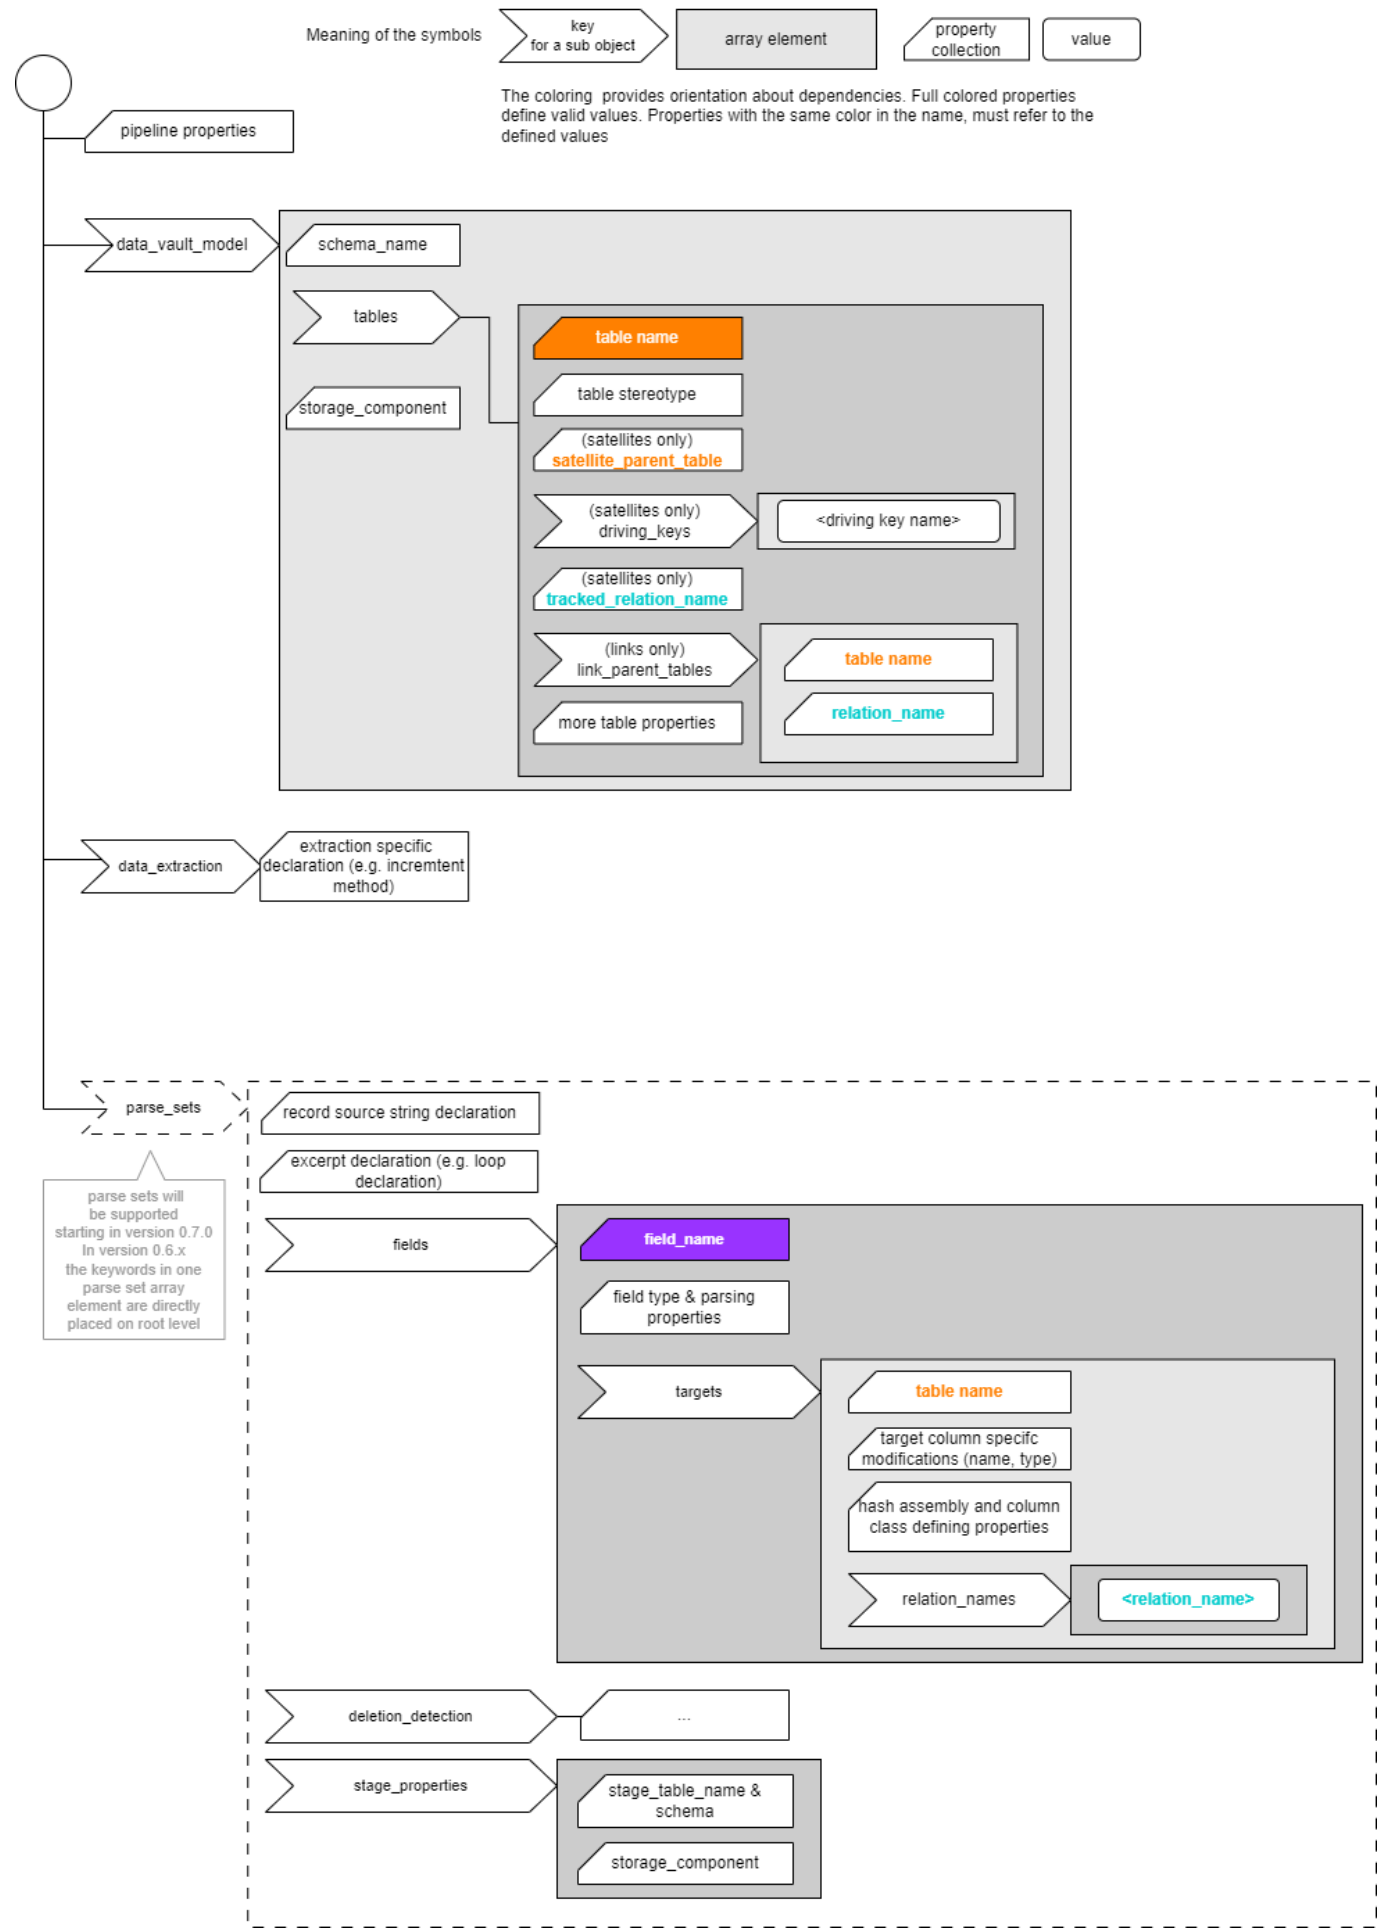 Meaning of the symbols
key
for a sub object
array element
property
collection
value
The coloring  provides orientation about dependencies. Full colored properties
define valid values. Properties with the same color in the name, must refer to the
defined values
pipeline properties
data_vault_model
schema_name
tables
storage_component
table name
table stereotype
(satellites only)
satellite_parent_table
(satellites only)
driving_keys
<driving key name>
(satellites only)
tracked_relation_name
(links only)
link_parent_tables
table name
relation_name
more table properties
data_extraction
extraction specific
declaration (e.g. incremtent
method)
parse_sets
parse sets will
be supported
starting in version 0.7.0
In version 0.6.x
the keywords in one
parse set array
element are directly
placed on root level
record source string declaration
excerpt declaration (e.g. loop
declaration)
fields
field_name
field type & parsing
properties
targets
table name
target column specifc
modifications (name, type)
hash assembly and column
class defining properties
relation_names
<relation_name>
deletion_detection
...
stage_properties
stage_table_name &
schema
storage_component